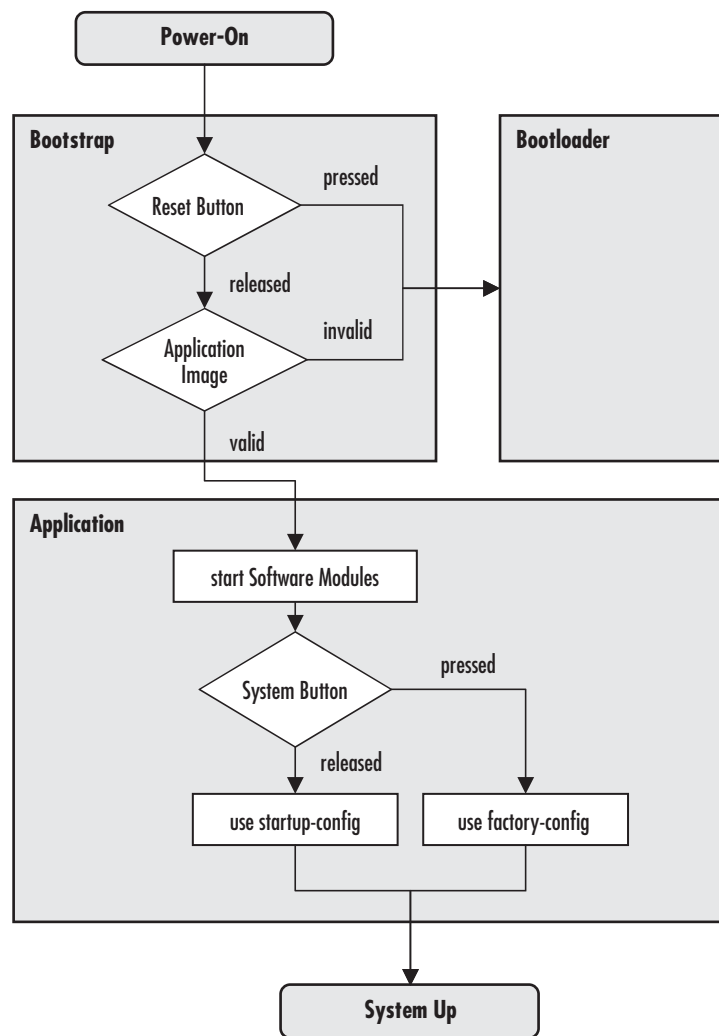 Power-On
Bootstrap
Bootloader
Reset Button
pressed
released
Application
Image
invalid
valid
Application
start Software Modules
System Button
pressed
released
use startup-config
use factory-config
System Up